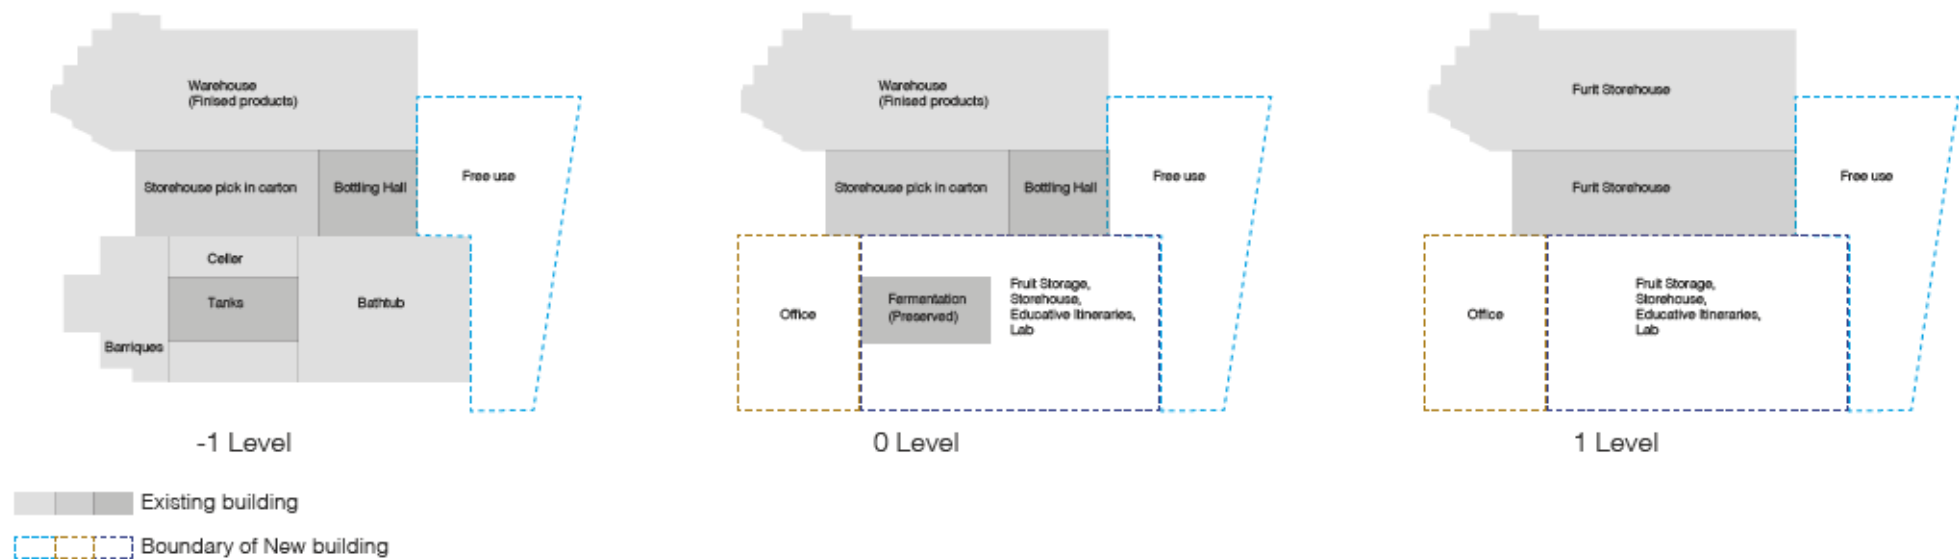 Warehouse
(Finised products)
Storehouse pick in carton
Bottling Hall
Free use
Celler
Tanks
Bathtub
Barriques
-1 Level
Warehouse
(Finised products)
Storehouse pick in carton
Bottling Hall
Free use
Office
Fermentation
(Preserved)
Fruit Storage,
Storehouse,
Educative Itineraries,
Lab
0 Level
Furit Storehouse
Furit Storehouse
Free use
Office
Fruit Storage,
Storehouse,
Educative Itineraries,
Lab
1 Level
Existing building
Boundary of New building